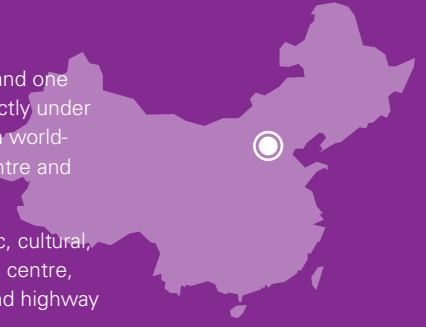 and one
ctly under
world-
ntre and
c, cultural,
centre,
nd highway